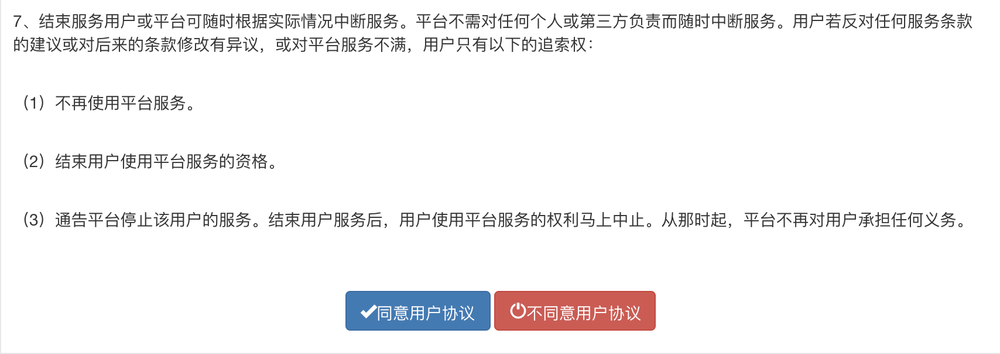 7、结束服务用户或平台可随时根据实际情况中断服务。平台不需对任何个人或第三方负责而随时中断服务。用户若反对任何服务条款
的建议或对后来的条款修改有异议，或对平台服务不满，用户只有以下的追索权：
（1）不再使用平台服务。
（2）结束用户使用平台服务的资格。
（3）通告平台停止该用户的服务。结束用户服务后，用户使用平台服务的权利马上中止。从那时起，平台不再对用户承担任何义务。
同意用户协议 不同意用户协议